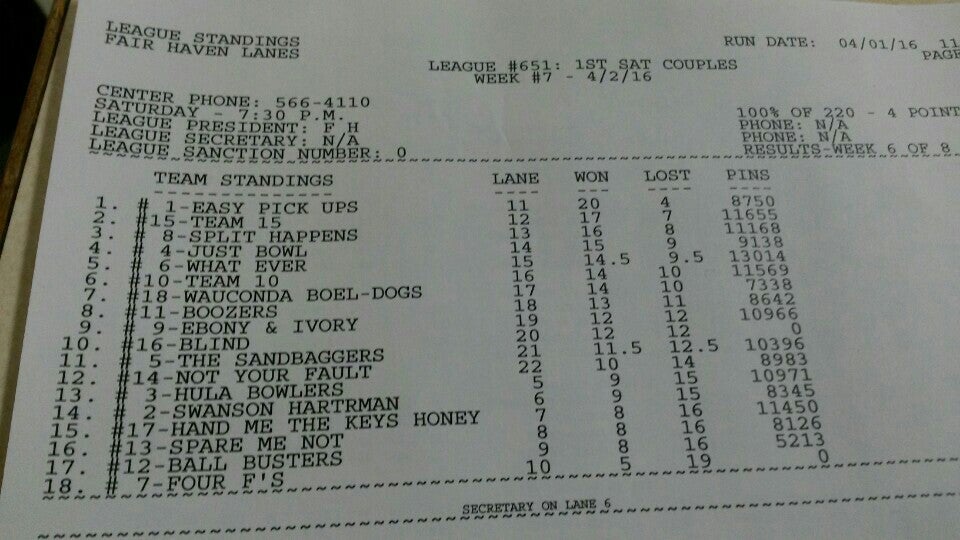 LEAGUE STANDINGS RUN DATE: 04/01/16 11
FAIR HAVEN LANES PAGE
LEAGUE #651: 1ST SAT COUPLES
WEEK #7 - 4/2/16
CENTER PHONE: 566-4110
SATURDAY - 7:30 P.M. 100% OF 220 - 4 POINT
LEAGUE PRESIDENT: F H PHONE: N/A
LEAGUE SECRETARY: N/A PHONE: N/A
LEAGUE SANCTION NUMBER: 0 RESULTS-WEEK 6 OF 8
TEAM STANDINGS LANE WON LOST PINS
1. # 1-EASY PICK UPS 11 20 4 8750
2. #15-TEAM 15 12 17 7 11655
3. # 8-SPLIT HAPPENS 13 16 8 11168
4. # 4-JUST BOWL 14 15 9 9138
5. # 6-WHAT EVER 15 14.5 9.5 13014
6. #10-TEAM 10 16 14 10 11569
7. #18-WAUCONDA BOEL-DOGS 17 14 10 7338
8. #11-BOOZERS 18 13 11 8642
9. # 9-EBONY & IVORY 19 12 12 10966
10. #16-BLIND 20 12 12 0
11. # 5-THE SANDBAGGERS 21 11.5 12.5 10396
12. #14-NOT YOUR FAULT 22 10 14 8983
13. # 3-HULA BOWLERS 5 9 15 10971
14. # 2-SWANSON HARTRMAN 6 9 15 8345
15. #17-HAND ME THE KEYS HONEY 7 8 16 11450
16. #13-SPARE ME NOT 8 8 16 8126
17. #12-BALL BUSTERS 9 8 16 5213
18. # 7-FOUR F'S 10 5 19 0
SECRETARY ON LANE 6